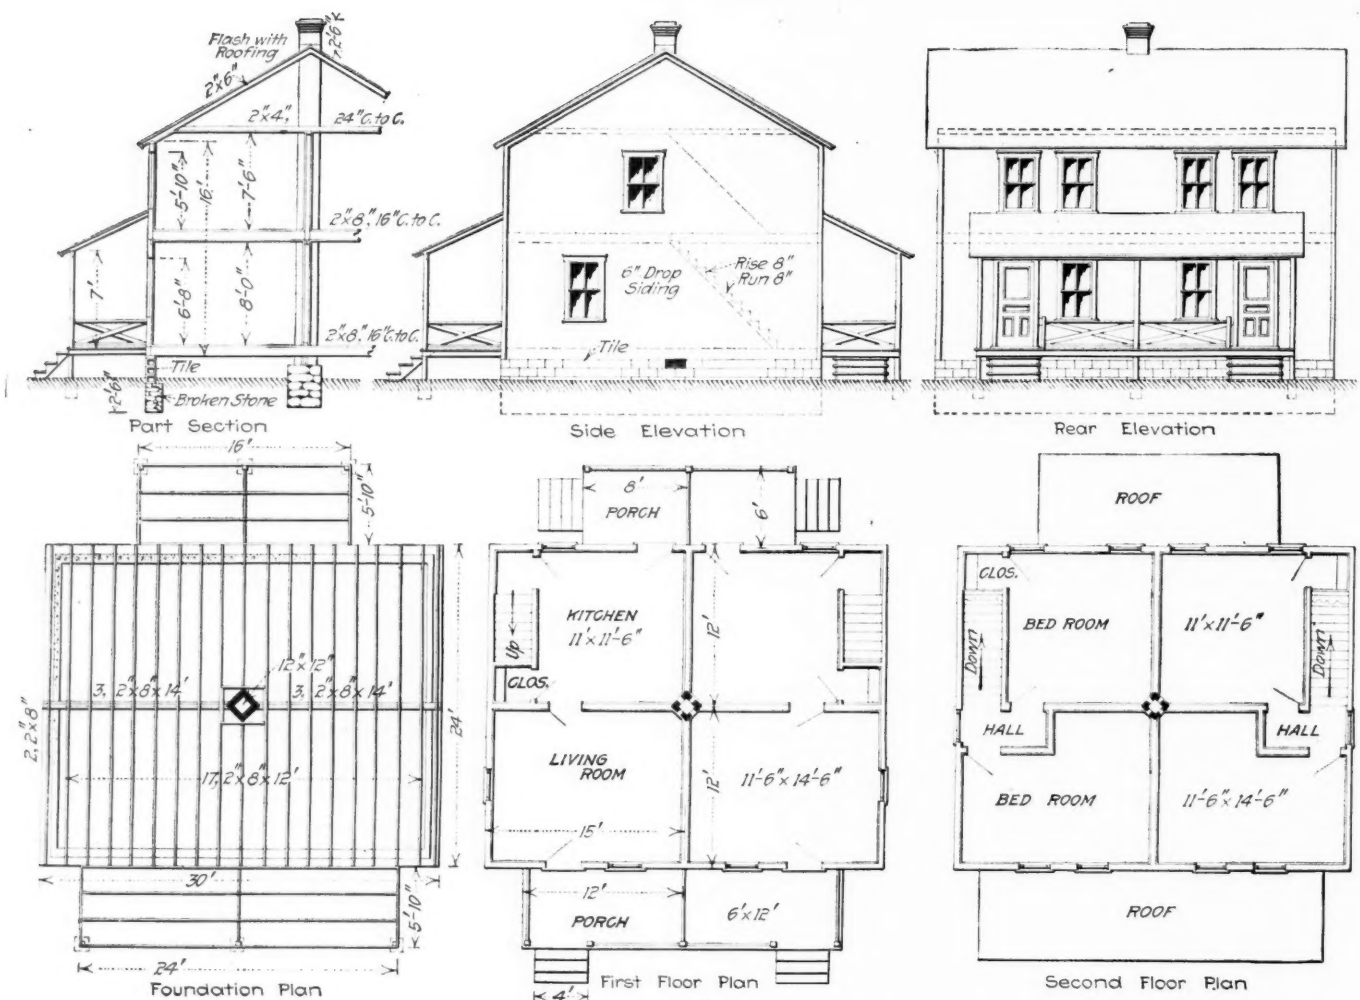 Flash with
Roofing
2'6"
2"x6"
2"x4",
24"C.to C.
5'-10"
16'
7'-6"
2"x8", 16"C.to C.
7'
6'-8"
8'-0"
2"x8", 16"C.to C.
Tile
2'-6"
Broken Stone
Part Section
6" Drop
Siding
Rise 8"
Run 8"
Tile
Side Elevation
Rear Elevation
16'
5'-10"
12"x12"
3, 2"x8"x14'
3, 2"x8"x14'
2, 2"x8"
24'
17, 2"x8"x12'
30'
5'-10"
24'
Foundation Plan
8'
PORCH
6'
KITCHEN
11'x11'-6"
12'
Up
CLOS.
LIVING
ROOM
12'
11'-6"x14'-6"
15'
12'
PORCH
6'x12'
4'
First Floor Plan
ROOF
CLOS.
BED ROOM
11'x11'-6"
Down
Down
HALL
HALL
BED ROOM
11'-6"x14'-6"
ROOF
Second Floor Plan